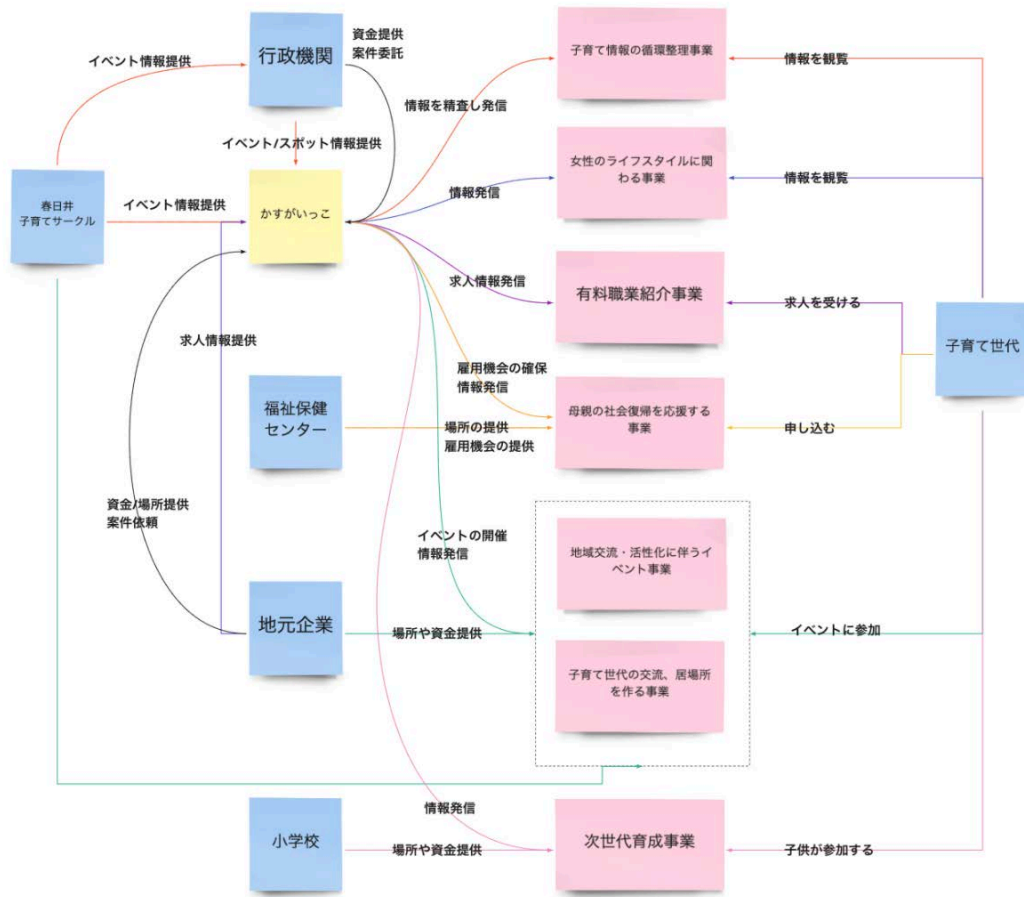 資金提供
案件委託
行政機関
イベント情報提供
子育て情報の循環整理事業
情報を観覧
情報を精査し発信
イベント/スポット情報提供
春日井
子育てサークル
イベント情報提供
かすがいっこ
情報発信
女性のライフスタイルに関
わる事業
情報を観覧
求人情報発信
有料職業紹介事業
求人を受ける
子育て世代
求人情報提供
雇用機会の確保
情報発信
福祉保健
センター
場所の提供
雇用機会の提供
母親の社会復帰を応援する
事業
申し込む
資金/場所提供
案件依頼
イベントの開催
情報発信
地域交流・活性化に伴うイ
ベント事業
地元企業
場所や資金提供
イベントに参加
子育て世代の交流、居場所
を作る事業
情報発信
小学校
場所や資金提供
次世代育成事業
子供が参加する